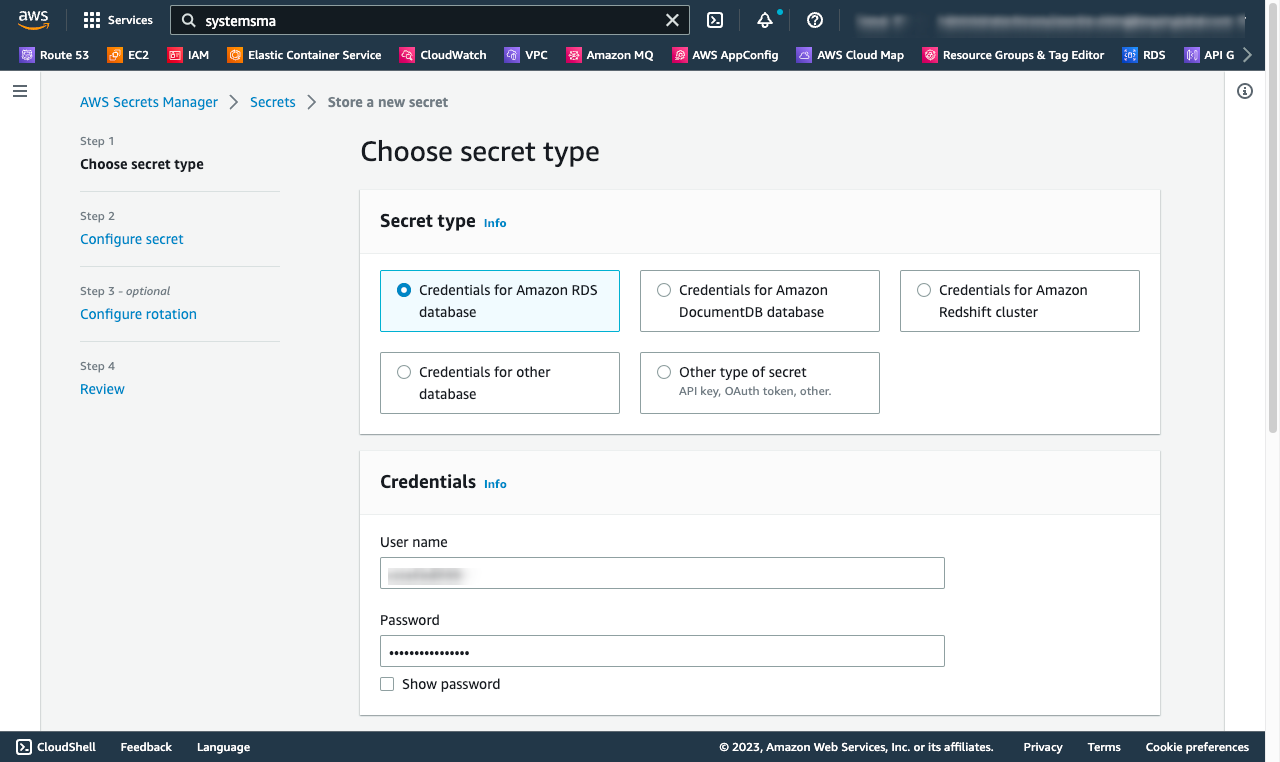 aws
Services
systemsma
Route 53
EC2
IAM
Elastic Container Service
CloudWatch
VPC
Amazon MQ
AWS AppConfig
AWS Cloud Map
Resource Groups & Tag Editor
RDS
API G
AWS Secrets Manager
Secrets
Store a new secret
Step 1
Choose secret type
Step 2
Configure secret
Step 3 - optional
Configure rotation
Step 4
Review
Choose secret type
Secret type Info
Credentials for Amazon RDS
database
Credentials for Amazon
DocumentDB database
Credentials for Amazon
Redshift cluster
Credentials for other
database
Other type of secret
API key, OAuth token, other.
Credentials Info
User name
Password
••••••••••••••••
Show password
CloudShell
Feedback
Language
© 2023, Amazon Web Services, Inc. or its affiliates.
Privacy
Terms
Cookie preferences